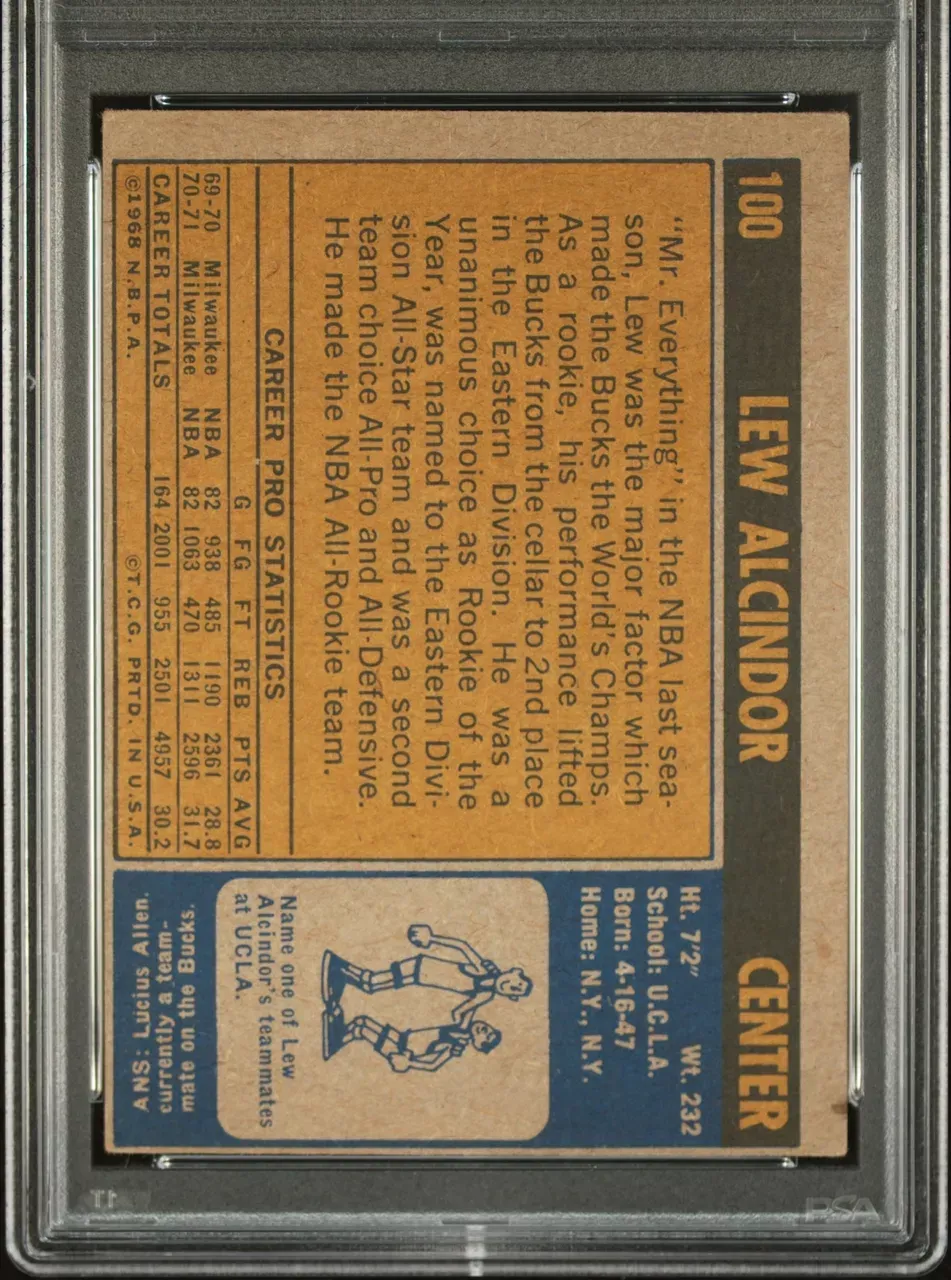 100 LEW ALCINDOR CENTER
“Mr. Everything” in the NBA last sea-
son, Lew was the major factor which
made the Bucks the World's Champs.
As a rookie, his performance lifted
the Bucks from the cellar to 2nd place
in the Eastern Division. He was a
unanimous choice as Rookie of the
Year, was named to the Eastern Divi-
sion All-Star team and was a second
team choice All-Pro and All-Defensive.
He made the NBA All-Rookie team.
CAREER PRO STATISTICS
G FG FT REB PTS AVG
69-70 Milwaukee NBA 82 938 485 1190 2361 28.8
70-71 Milwaukee NBA 82 1063 470 1311 2596 31.7
CAREER TOTALS 164 2001 955 2501 4957 30.2
©1968 N.B.P.A. ©T.C.G. PRTD. IN U.S.A.
Ht. 7'2" Wt. 232
School: U.C.L.A.
Born: 4-16-47
Home: N.Y., N.Y.
Name one of Lew
Alcindor's teammates
at UCLA.
ANS: Lucius Allen.
currently a team-
mate on the Bucks.
PSA